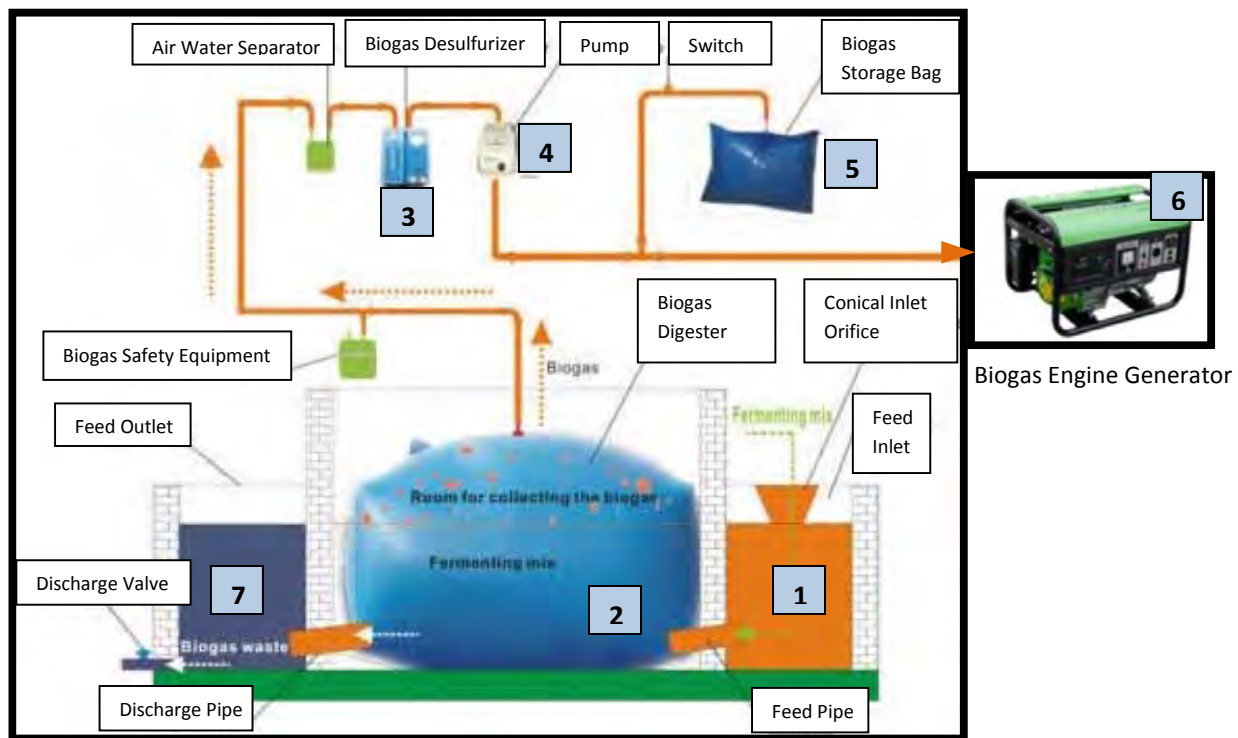 Air Water Separator
Biogas Desulfurizer
Pump
Switch
Biogas
Storage Bag
4
5
3
6
Biogas
Digester
Conical Inlet
Orifice
Biogas Safety Equipment
Biogas
Biogas Engine Generator
Feed Outlet
Fermenting mix
Feed
Inlet
Room for collecting the biogas
Fermenting mix
Discharge Valve
7
2
1
Biogas waste
Discharge Pipe
Feed Pipe